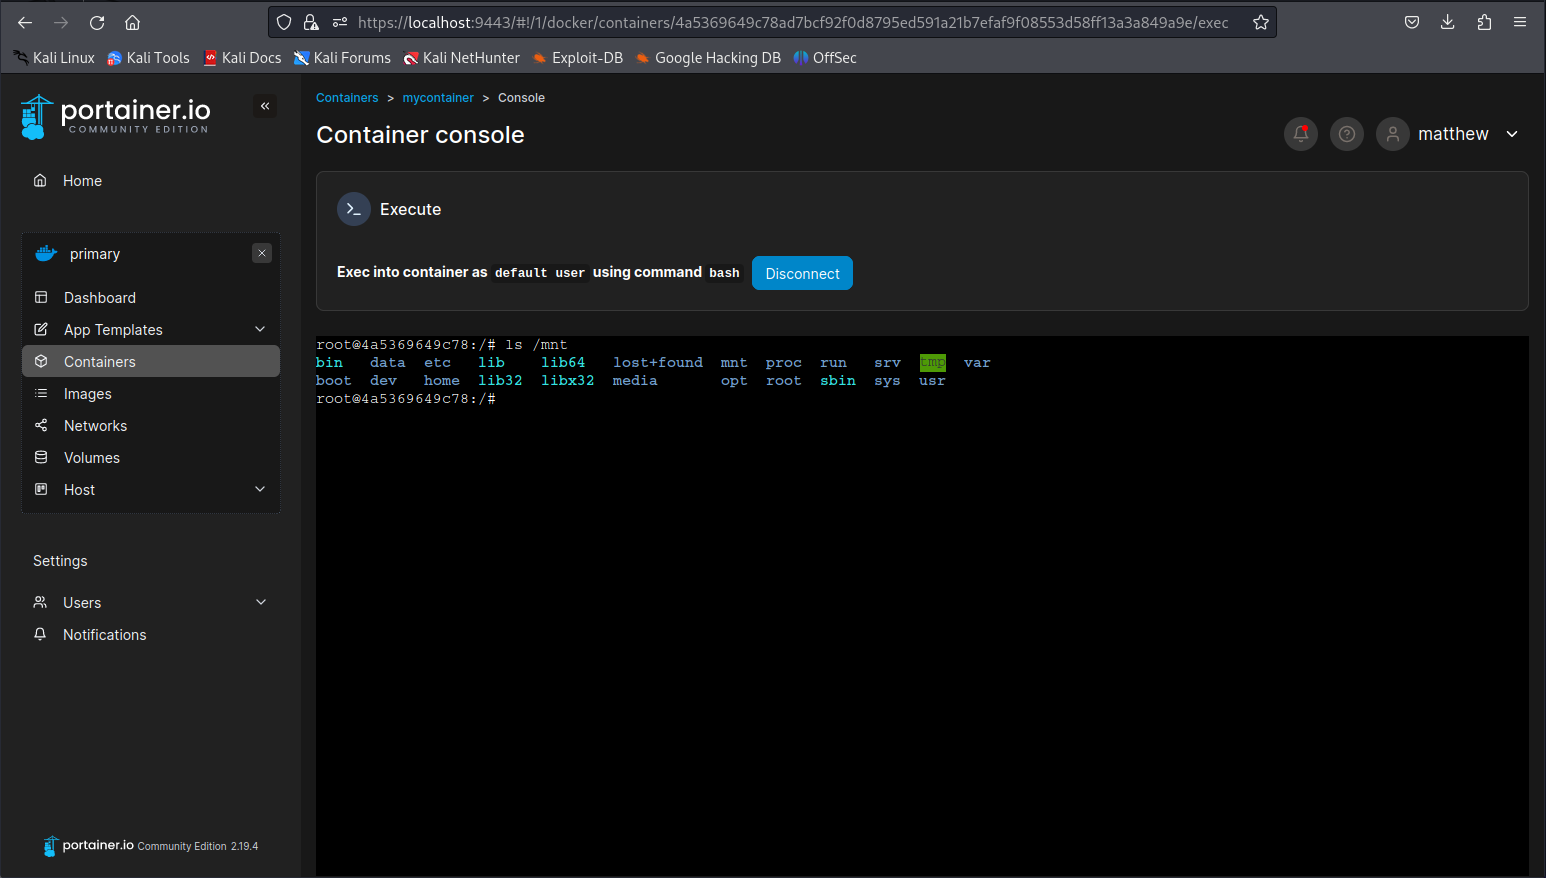 https://localhost:9443/#!/1/docker/containers/4a5369649c78ad7bcf92f0d8795ed591a21b7efaf9f08553d58ff13a3a849a9e/exec
Kali Linux Kali Tools Kali Docs Kali Forums Kali NetHunter Exploit-DB Google Hacking DB OffSec
portainer.io
COMMUNITY EDITION
Home
primary
Dashboard
App Templates
Containers
Images
Networks
Volumes
Host
Settings
Users
Notifications
portainer.io Community Edition 2.19.4
Containers > mycontainer > Console
Container console
matthew
>_ Execute
Exec into container as default user using command bash Disconnect
root@4a5369649c78:/# ls /mnt
bin data etc lib lib64 lost+found mnt proc run srv tmp var
boot dev home lib32 libx32 media opt root sbin sys usr
root@4a5369649c78:/#